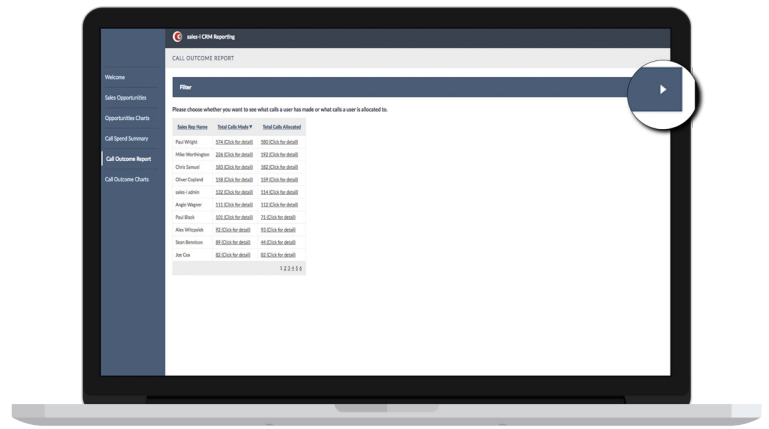 sales-i CRM Reporting
CALL OUTCOME REPORT
Welcome
Sales Opportunities
Opportunities Charts
Call Spend Summary
Call Outcome Report
Call Outcome Charts
Filter
Please choose whether you want to see what calls a user has made or what calls a user is allocated to.
Sales Rep Name Total Calls Made ▼ Total Calls Allocated
Paul Wright 574 (Click for detail) 580 (Click for detail)
Mike Worthington 226 (Click for detail) 192 (Click for detail)
Chris Samuel 183 (Click for detail) 182 (Click for detail)
Oliver Copland 158 (Click for detail) 159 (Click for detail)
sales-i admin 132 (Click for detail) 114 (Click for detail)
Angie Wagner 111 (Click for detail) 112 (Click for detail)
Paul Black 101 (Click for detail) 71 (Click for detail)
Alex 92 (Click for detail) 93 (Click for detail)
Sean Bennison 89 (Click for detail) 44 (Click for detail)
Joe Cox 82 (Click for detail) 82 (Click for detail)
1 2 3 4 5 6